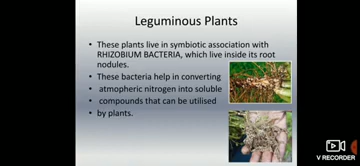 Leguminous Plants
• These plants live in symbiotic association with
RHIZOBIUM BACTERIA, which live inside its root
nodules.
• These bacteria help in converting
• atmopheric nitrogen into soluble
• compounds that can be utilised
• by plants.
V RECORDER